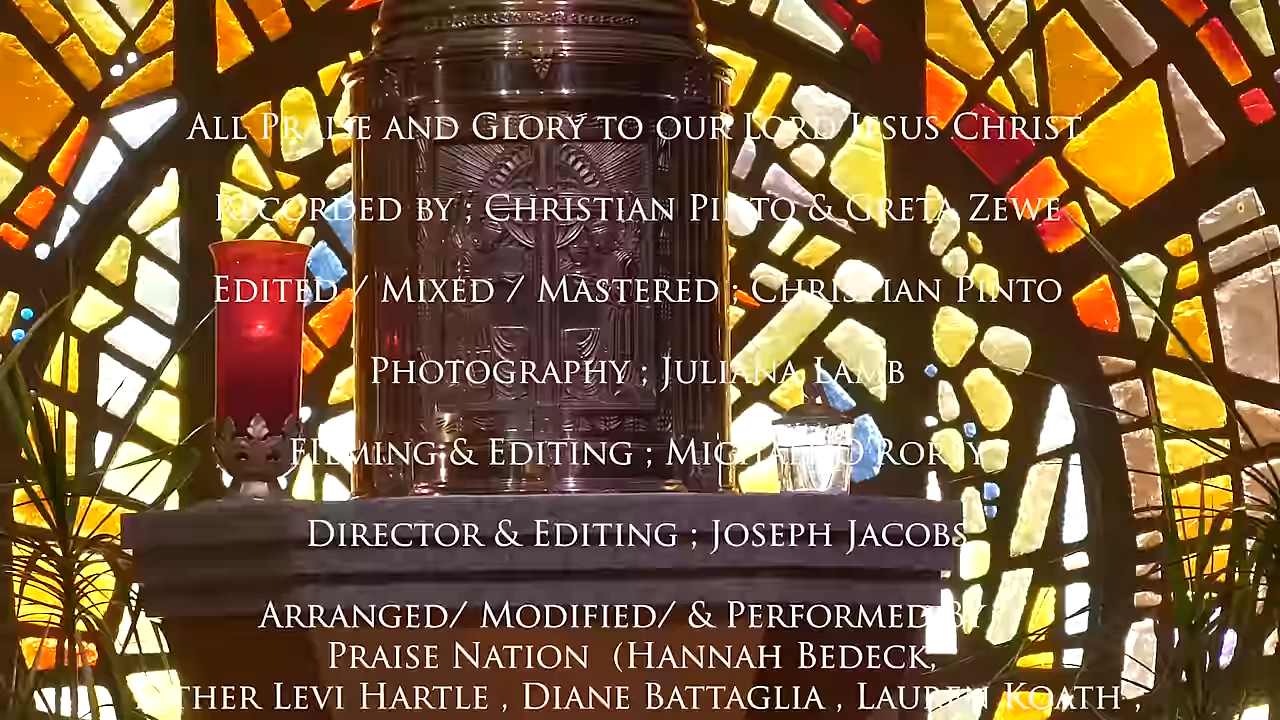 All Praise and Glory to our Lord Jesus Christ.
Recorded by ; Christian Pinto & Greta Zewe
Edited / Mixed / Mastered ; Christian Pinto
Photography ; Juliana Lamb
Filming & Editing ; Rorty
Director & Editing ; Joseph Jacobs
Arranged/ Modified/ & Performed By
Praise Nation (Hannah Bedeck,
Levi Hartle , Diane Battaglia , Lauren Koath ,